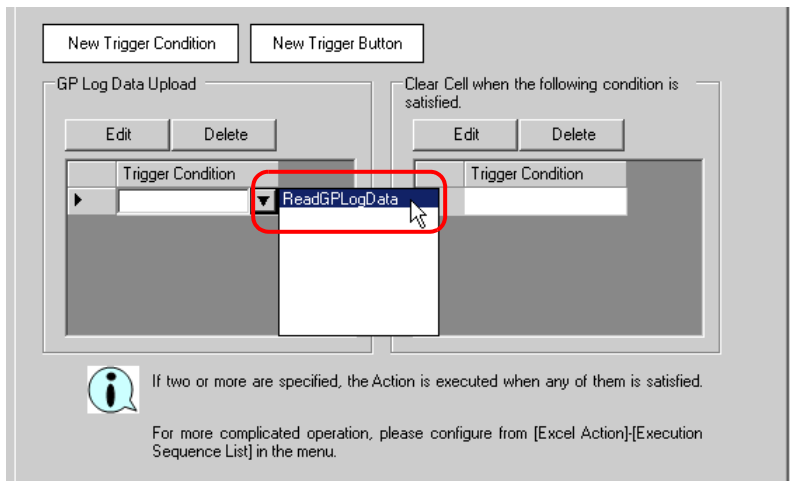 New Trigger Condition
New Trigger Button
GP Log Data Upload
Edit
Delete
Trigger Condition
ReadGPLogData
Clear Cell when the following condition is
satisfied.
Edit
Delete
Trigger Condition
If two or more are specified, the Action is executed when any of them is satisfied.
For more complicated operation, please configure from [Excel Action]-[Execution
Sequence List] in the menu.